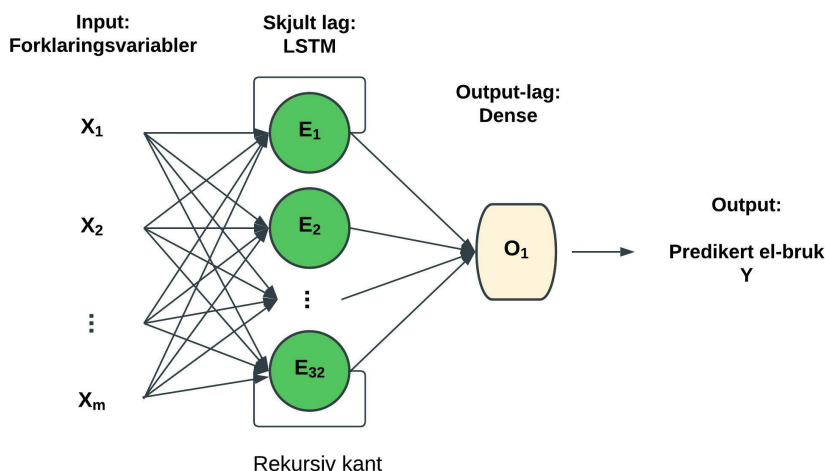 Input:
Forklaringsvariabler
Skjult lag:
LSTM
Output-lag:
Dense
X₁
X₂
⋮
Xₘ
E₁
E₂
...
E₃₂
O₁
Output:
Predikert el-bruk
Y
Rekursiv kant